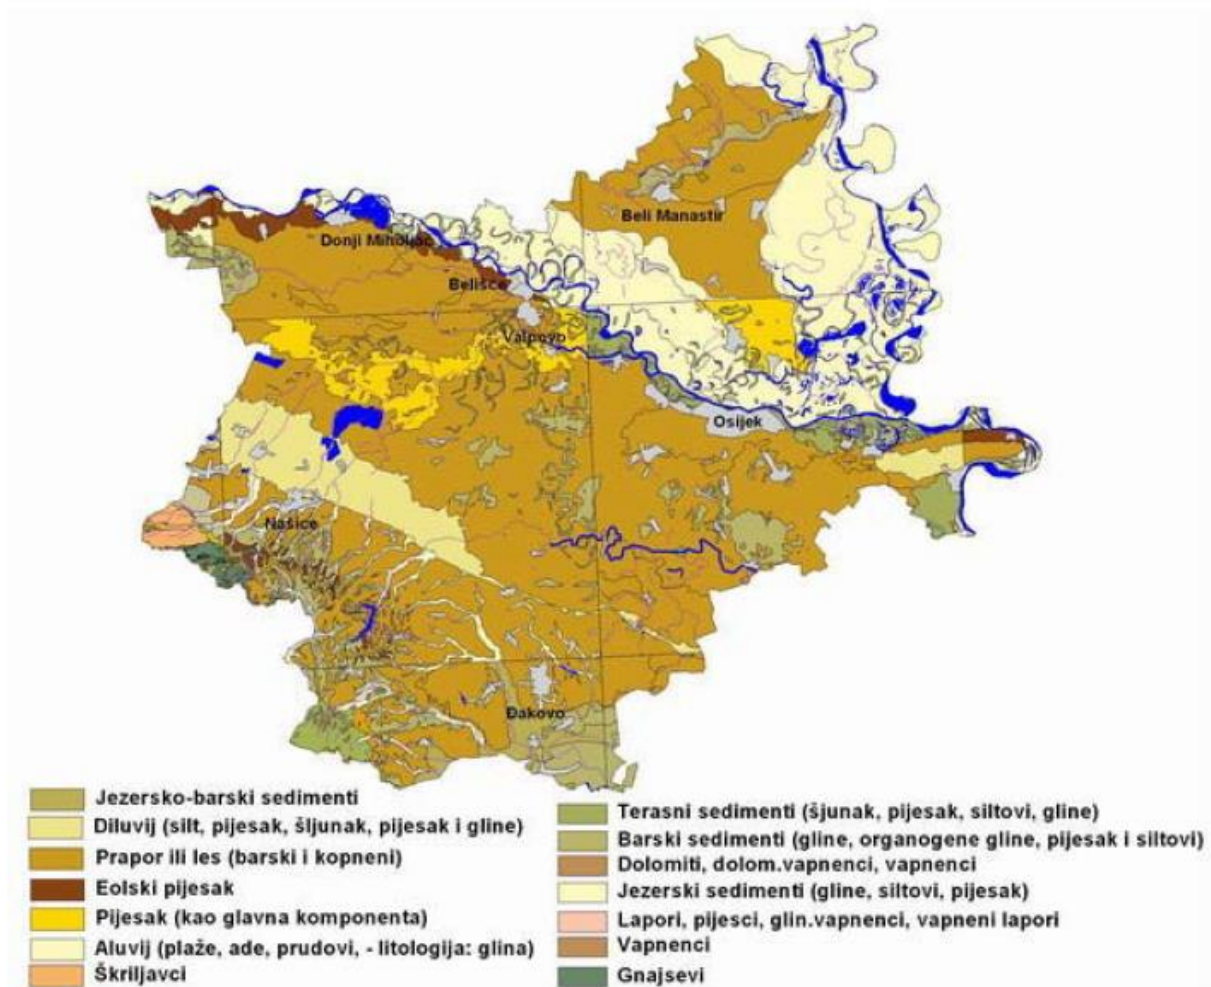 Beli Manastir
Donji Miholjac
Belišće
Valpovo
Osijek
Našice
Đakovo
Jezersko-barski sedimenti
Diluvij (silt, pijesak, šljunak, pijesak i gline)
Prapor ili les (barski i kopneni)
Eolski pijesak
Pijesak (kao glavna komponenta)
Aluvij (plaže, ade, prudovi, - litologija: glina)
Škriljavci
Terasni sedimenti (šjunak, pijesak, siltovi, gline)
Barski sedimenti (gline, organogene gline, pijesak i siltovi)
Dolomiti, dolom.vapnenci, vapnenci
Jezerski sedimenti (gline, siltovi, pijesak)
Lapori, pijesci, glin.vapnenci, vapneni lapori
Vapnenci
Gnajsevi